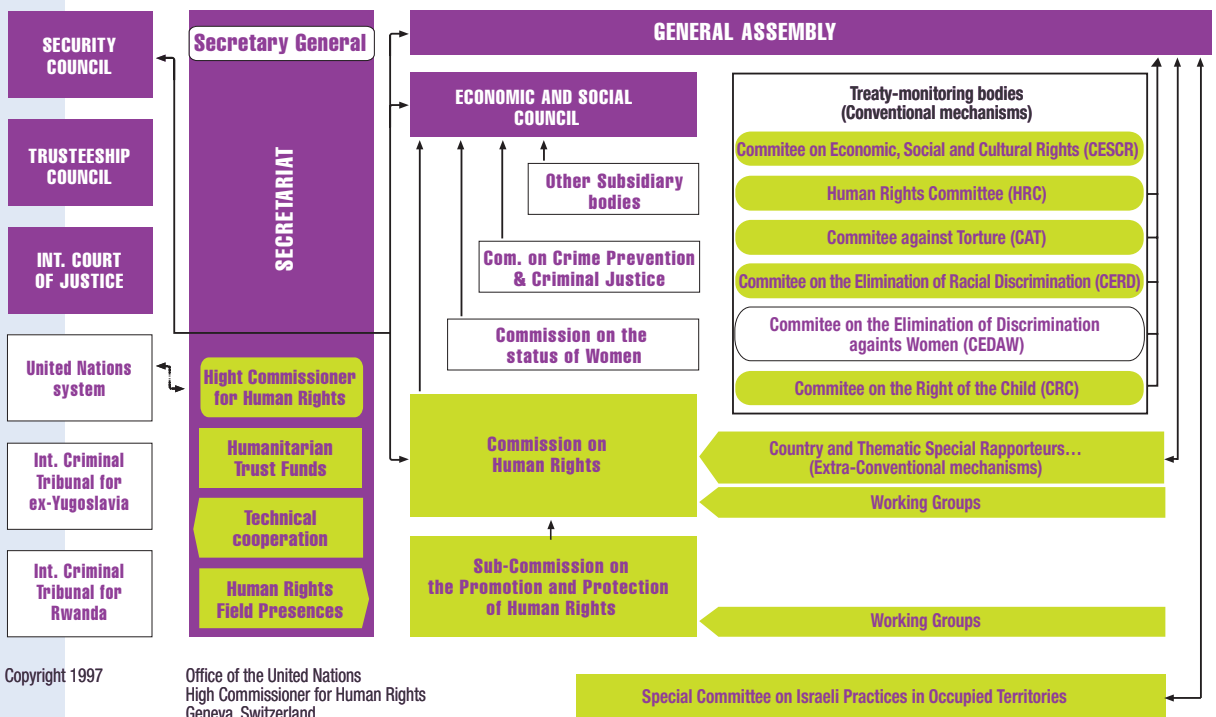 SECURITY
COUNCIL
TRUSTEESHIP
COUNCIL
INT. COURT
OF JUSTICE
United Nations
system
Int. Criminal
Tribunal for
ex-Yugoslavia
Int. Criminal
Tribunal for
Rwanda
Secretary General
SECRETARIAT
Hight Commissioner
for Human Rights
Humanitarian
Trust Funds
Technical
cooperation
Human Rights
Field Presences
GENERAL ASSEMBLY
ECONOMIC AND SOCIAL
COUNCIL
Other Subsidiary
bodies
Com. on Crime Prevention
& Criminal Justice
Commission on the
status of Women
Commission on
Human Rights
Sub-Commission on
the Promotion and Protection
of Human Rights
Treaty-monitoring bodies
(Conventional mechanisms)
Commitee on Economic, Social and Cultural Rights (CESCR)
Human Rights Committee (HRC)
Commitee against Torture (CAT)
Commitee on the Elimination of Racial Discrimination (CERD)
Commitee on the Elimination of Discrimination
againts Women (CEDAW)
Commitee on the Right of the Child (CRC)
Country and Thematic Special Rapporteurs...
(Extra-Conventional mechanisms)
Working Groups
Working Groups
Special Committee on Israeli Practices in Occupied Territories
Copyright 1997
Office of the United Nations
High Commissioner for Human Rights
Geneva, Switzerland